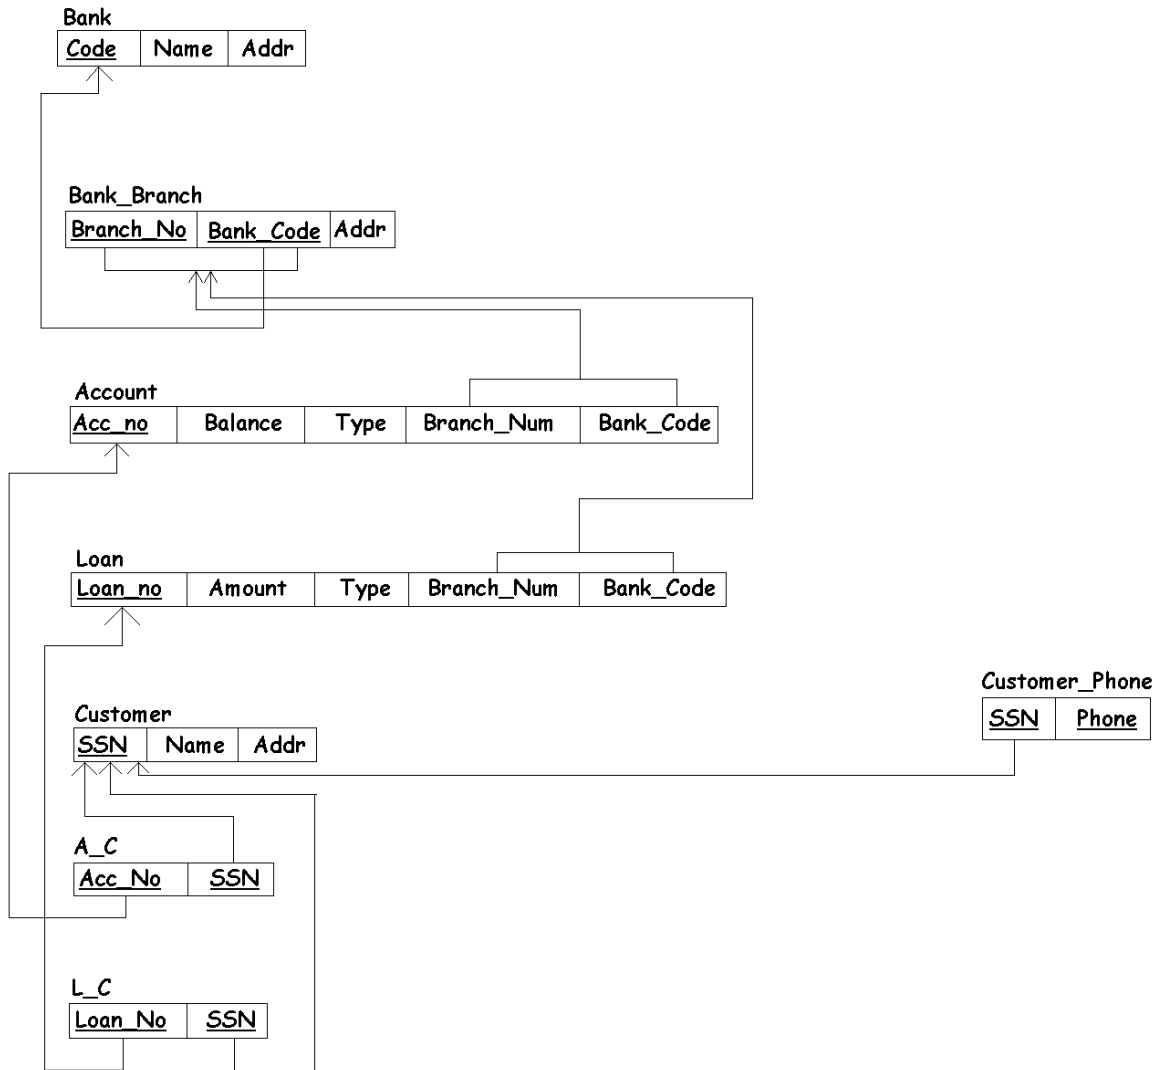 Bank
Code Name Addr
Bank_Branch
Branch_No Bank_Code Addr
Account
Acc_no Balance Type Branch_Num Bank_Code
Loan
Loan_no Amount Type Branch_Num Bank_Code
Customer_Phone
SSN Phone
Customer
SSN Name Addr
A_C
Acc_No SSN
L_C
Loan_No SSN